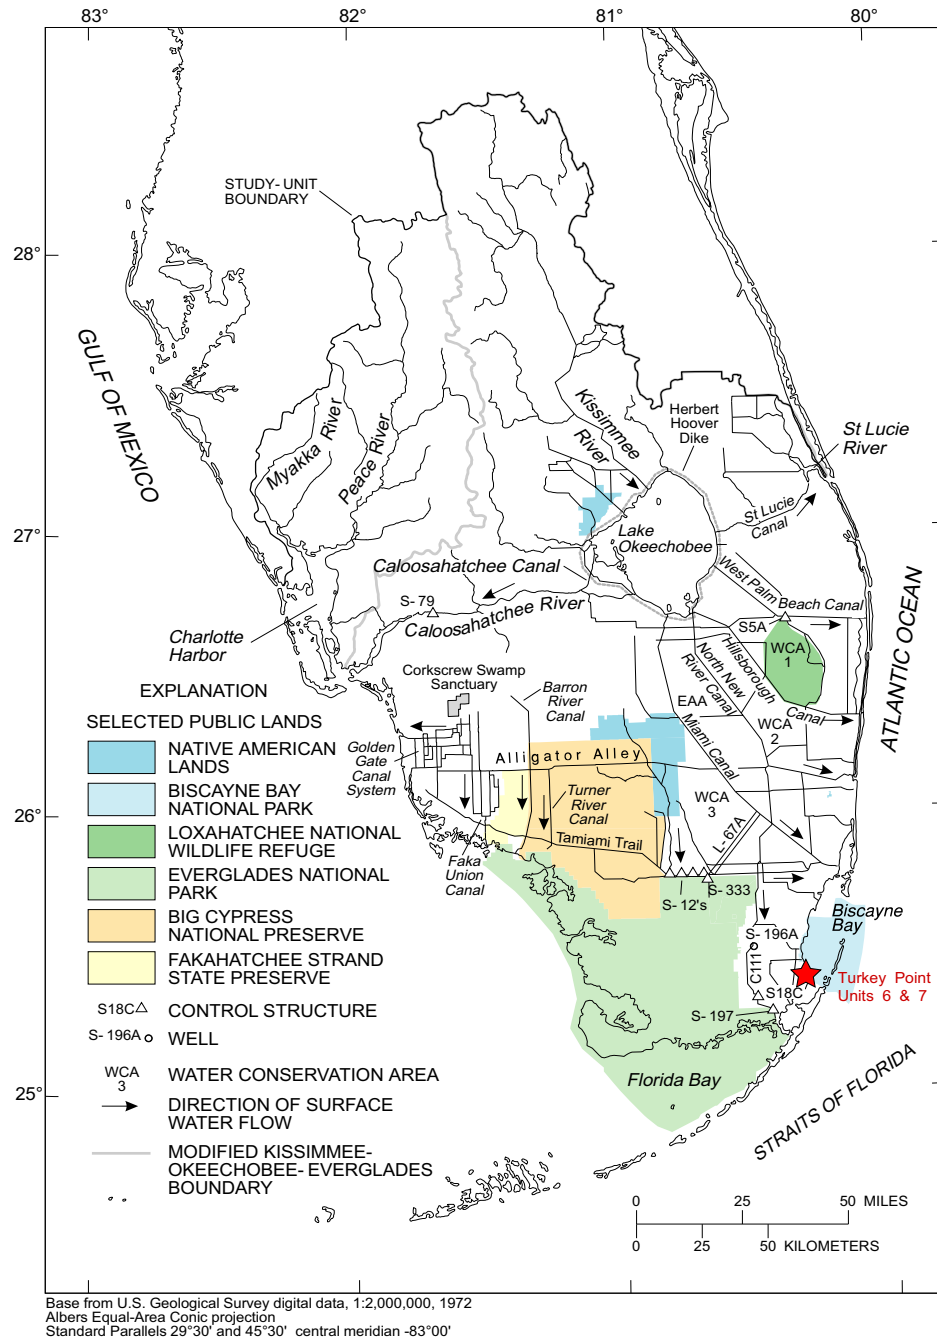 83°
82°
81°
80°
STUDY- UNIT
BOUNDARY
28°
GULF OF MEXICO
Myakka River
Peace River
Kissimmee
River
Herbert
Hoover
Dike
St Lucie
River
27°
Lake
Okeechobee
St Lucie
Canal
Caloosahatchee Canal
West Palm
Beach Canal
S- 79
Caloosahatchee River
S5A
Charlotte
Harbor
WCA
1
ATLANTIC OCEAN
Hillsborough
Canal
North New
River Canal
Corkscrew Swamp
Sanctuary
Barron
River
Canal
EAA
Miami Canal
WCA
2
Golden
Gate
Canal
System
Alligator Alley
26°
Turner
River
Canal
WCA
3
L- 67A
Tamiami Trail
Faka
Union
Canal
S- 12's
S- 333
Biscayne
Bay
S- 196A
C111
S18C
Turkey Point
Units 6 & 7
S- 197
25°
Florida Bay
STRAITS OF FLORIDA
EXPLANATION
SELECTED PUBLIC LANDS
NATIVE AMERICAN
LANDS
BISCAYNE BAY
NATIONAL PARK
LOXAHATCHEE NATIONAL
WILDLIFE REFUGE
EVERGLADES NATIONAL
PARK
BIG CYPRESS
NATIONAL PRESERVE
FAKAHATCHEE STRAND
STATE PRESERVE
S18C CONTROL STRUCTURE
S- 196A WELL
WCA
3
WATER CONSERVATION AREA
DIRECTION OF SURFACE
WATER FLOW
MODIFIED KISSIMMEE-
OKEECHOBEE- EVERGLADES
BOUNDARY
0 25 50 MILES
0 25 50 KILOMETERS
Base from U.S. Geological Survey digital data, 1:2,000,000, 1972
Albers Equal-Area Conic projection
Standard Parallels 29°30' and 45°30' central meridian -83°00'